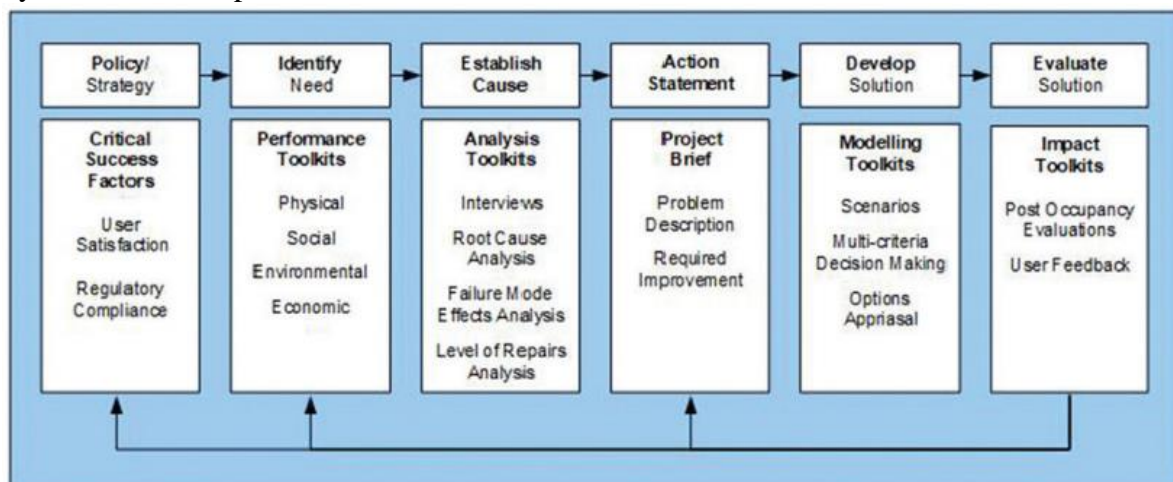 Policy/
Strategy
Identify
Need
Establish
Cause
Action
Statement
Develop
Solution
Evaluate
Solution
Critical
Success
Factors
User
Satisfaction
Regulatory
Compliance
Performance
Toolkits
Physical
Social
Environmental
Economic
Analysis
Toolkits
Interviews
Root Cause
Analysis
Failure Mode
Effects Analysis
Level of Repairs
Analysis
Project
Brief
Problem
Description
Required
Improvement
Modelling
Toolkits
Scenarios
Multi-criteria
Decision Making
Options
Appriasal
Impact
Toolkits
Post Occupancy
Evaluations
User Feedback